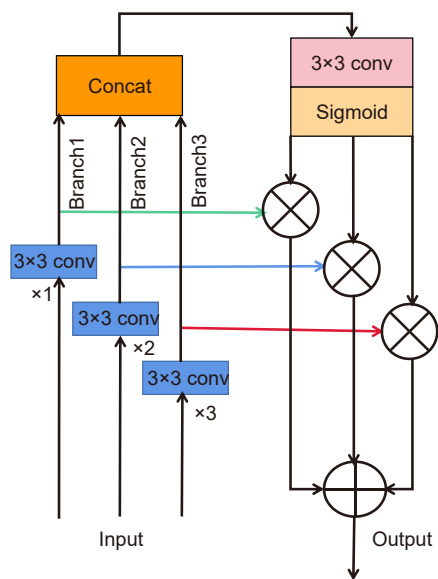 3×3 conv
Concat
Sigmoid
Branch1
Branch2
Branch3
3×3 conv
×1
3×3 conv
×2
3×3 conv
×3
Input
Output